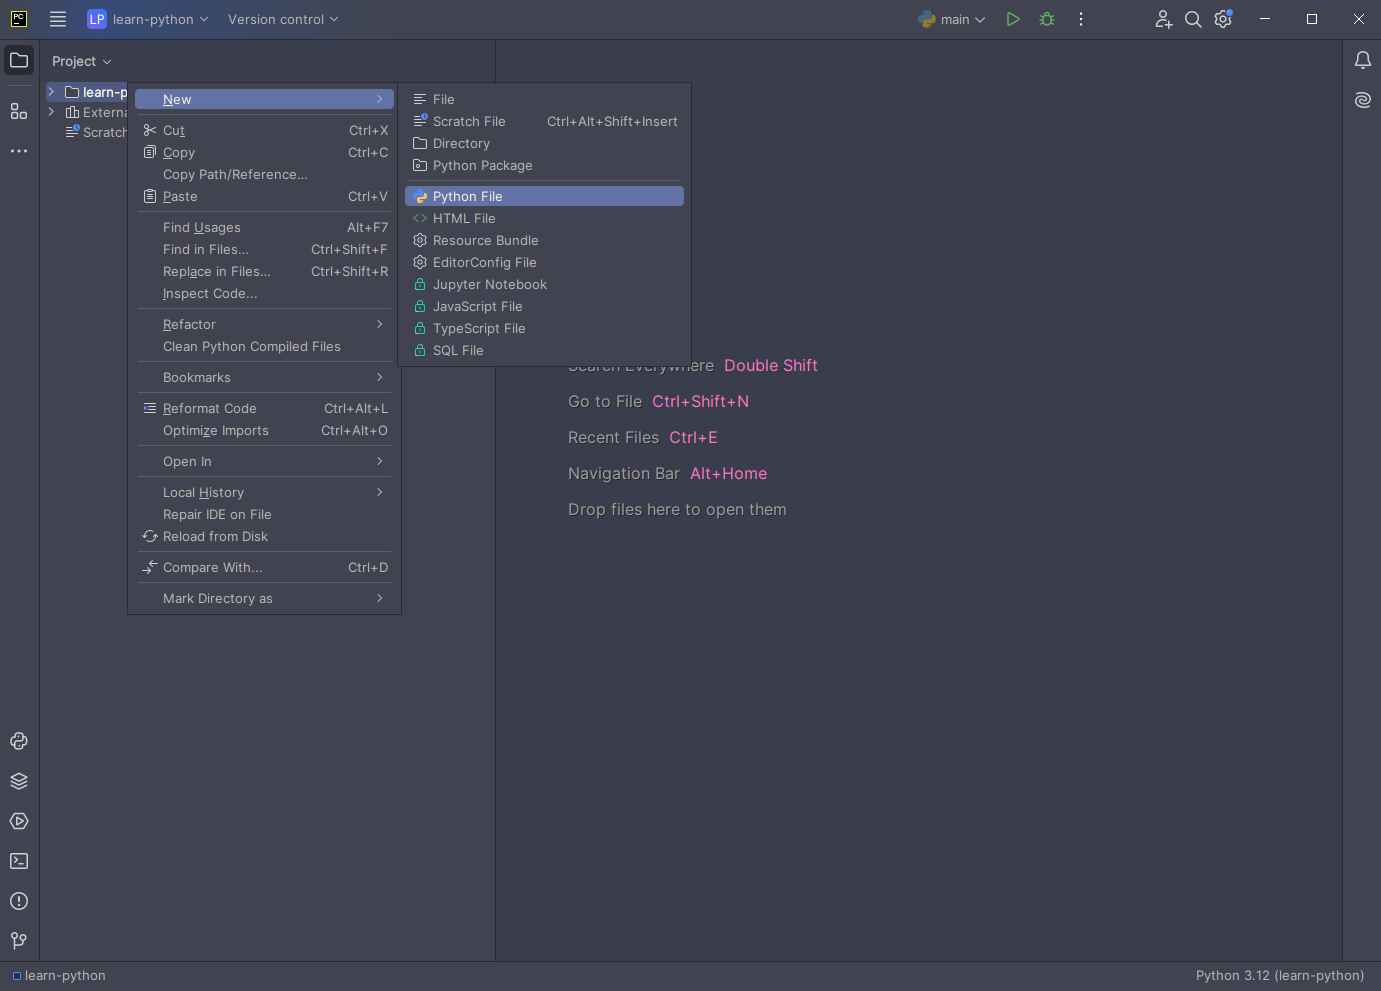 PC
LP learn-python
Version control
main
Project
learn-p
Externa
Scratch
New
Cut Ctrl+X
Copy Ctrl+C
Copy Path/Reference...
Paste Ctrl+V
Find Usages Alt+F7
Find in Files... Ctrl+Shift+F
Replace in Files... Ctrl+Shift+R
Inspect Code...
Refactor
Clean Python Compiled Files
Bookmarks
Reformat Code Ctrl+Alt+L
Optimize Imports Ctrl+Alt+O
Open In
Local History
Repair IDE on File
Reload from Disk
Compare With... Ctrl+D
Mark Directory as
File
Scratch File Ctrl+Alt+Shift+Insert
Directory
Python Package
Python File
HTML File
Resource Bundle
EditorConfig File
Jupyter Notebook
JavaScript File
TypeScript File
SQL File
Search Everywhere Double Shift
Go to File Ctrl+Shift+N
Recent Files Ctrl+E
Navigation Bar Alt+Home
Drop files here to open them
learn-python
Python 3.12 (learn-python)